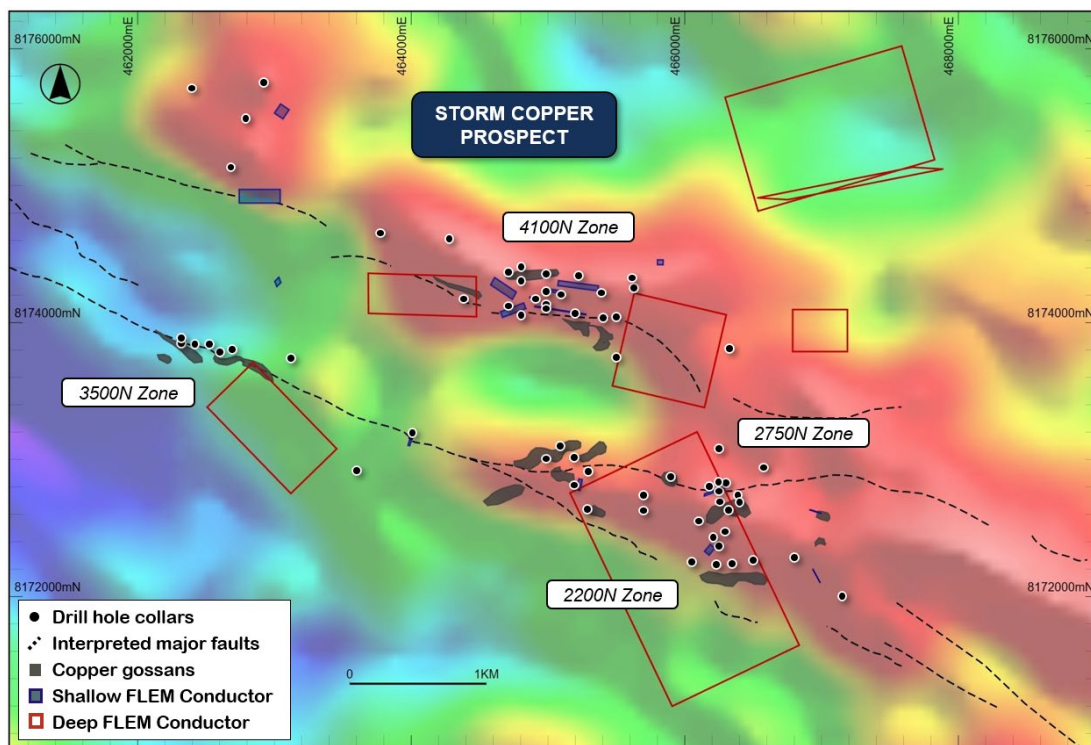 462000mE
464000mE
466000mE
468000mE
8176000mN
8176000mN
STORM COPPER
PROSPECT
4100N Zone
8174000mN
8174000mN
3500N Zone
2750N Zone
2200N Zone
8172000mN
8172000mN
Drill hole collars
Interpreted major faults
Copper gossans
Shallow FLEM Conductor
Deep FLEM Conductor
0 1KM